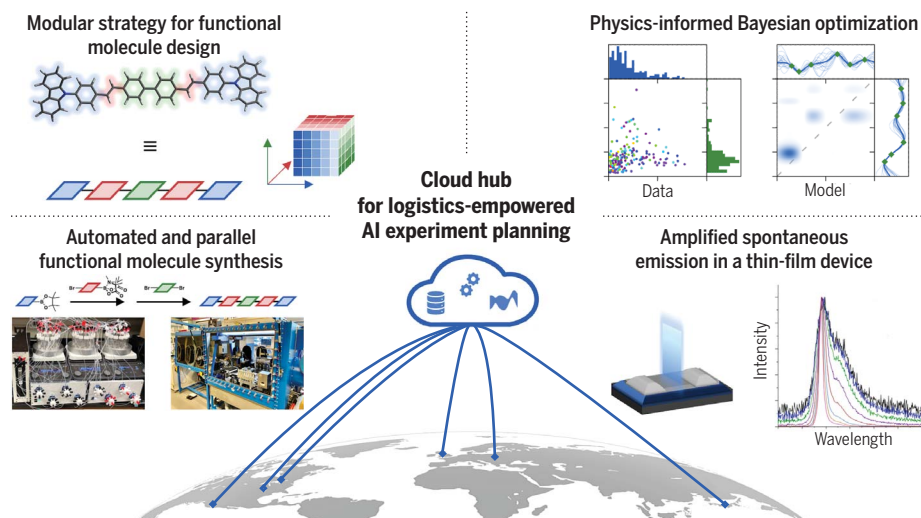 Modular strategy for functional
molecule design
≡
Physics-informed Bayesian optimization
Data
Model
Cloud hub
for logistics-empowered
AI experiment planning
Automated and parallel
functional molecule synthesis
Br
Br
Br
Amplified spontaneous
emission in a thin-film device
Intensity
Wavelength